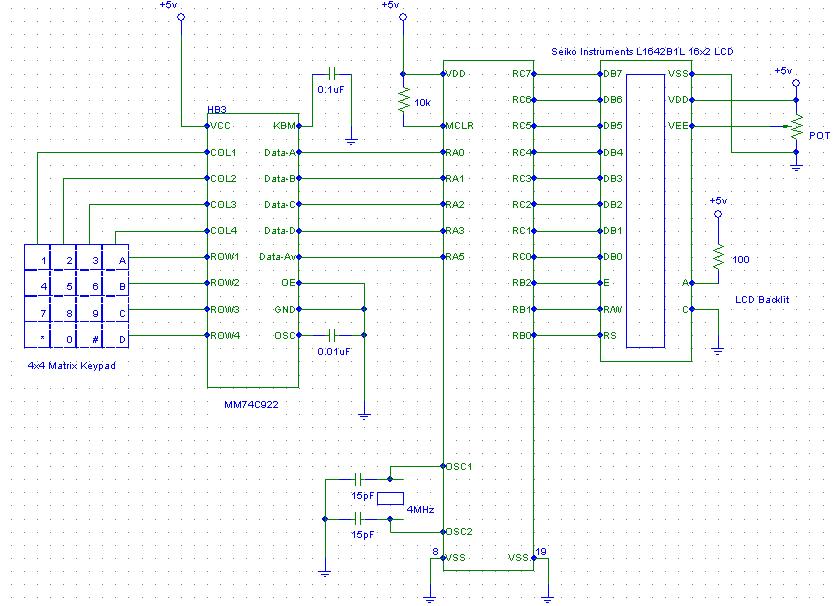 +5v
+5v
Seiko Instruments L1642B1L 16x2 LCD
+5v
0.1uF
10k
HB3
VCC
COL1
COL2
COL3
COL4
ROW1
ROW2
ROW3
ROW4
KBM
Data-A
Data-B
Data-C
Data-D
Data-Av
OE
GND
OSC
0.01uF
MM74C922
1 2 3 A
4 5 6 B
7 8 9 C
* 0 # D
4x4 Matrix Keypad
VDD
MCLR
RA0
RA1
RA2
RA3
RA5
OSC1
OSC2
8
VSS
RC7
RC6
RC5
RC4
RC3
RC2
RC1
RC0
RB2
RB1
RB0
VSS
19
15pF
4MHz
15pF
DB7
DB6
DB5
DB4
DB3
DB2
DB1
DB0
E
R/W
RS
VSS
VDD
VEE
A
C
POT
+5v
100
LCD Backlit